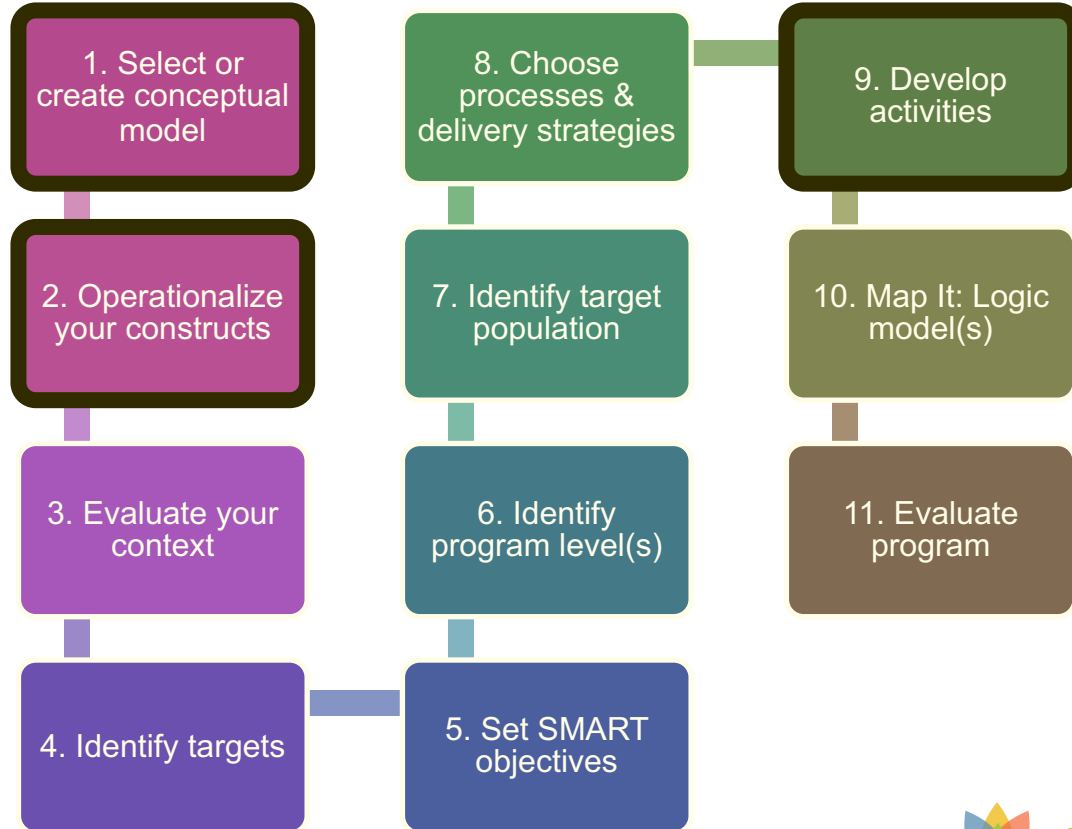 1. Select or
create conceptual
model
2. Operationalize
your constructs
3. Evaluate your
context
4. Identify targets
5. Set SMART
objectives
6. Identify
program level(s)
7. Identify target
population
8. Choose
processes &
delivery strategies
9. Develop
activities
10. Map It: Logic
model(s)
11. Evaluate
program